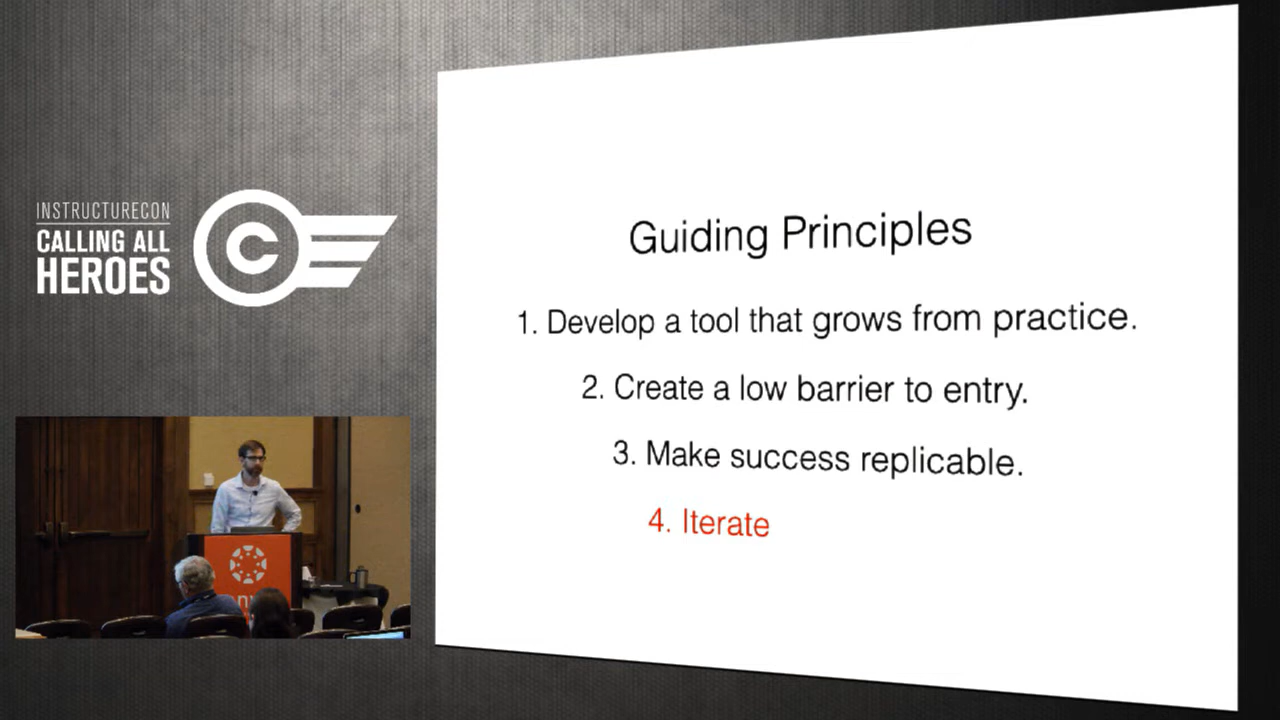 INSTRUCTURECON
CALLING ALL
HEROES
C
Guiding Principles
1. Develop a tool that grows from practice.
2. Create a low barrier to entry.
3. Make success replicable.
4. Iterate